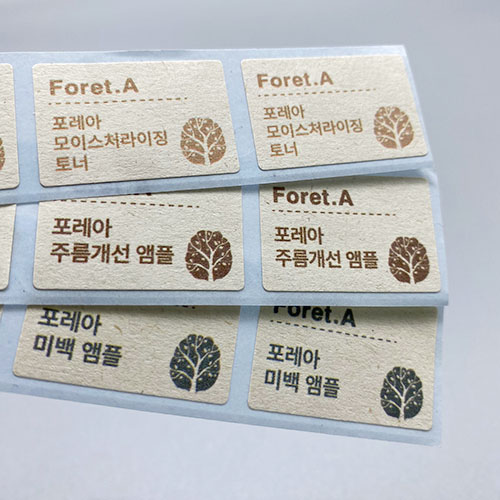 Foret.A
포레아
모이스처라이징
토너
Foret.A
포레아
모이스처라이징
토너
Foret.A
포레아
주름개선 앰플
Foret.A
포레아
주름개선 앰플
포레아
미백 앰플
Foret.A
포레아
미백 앰플